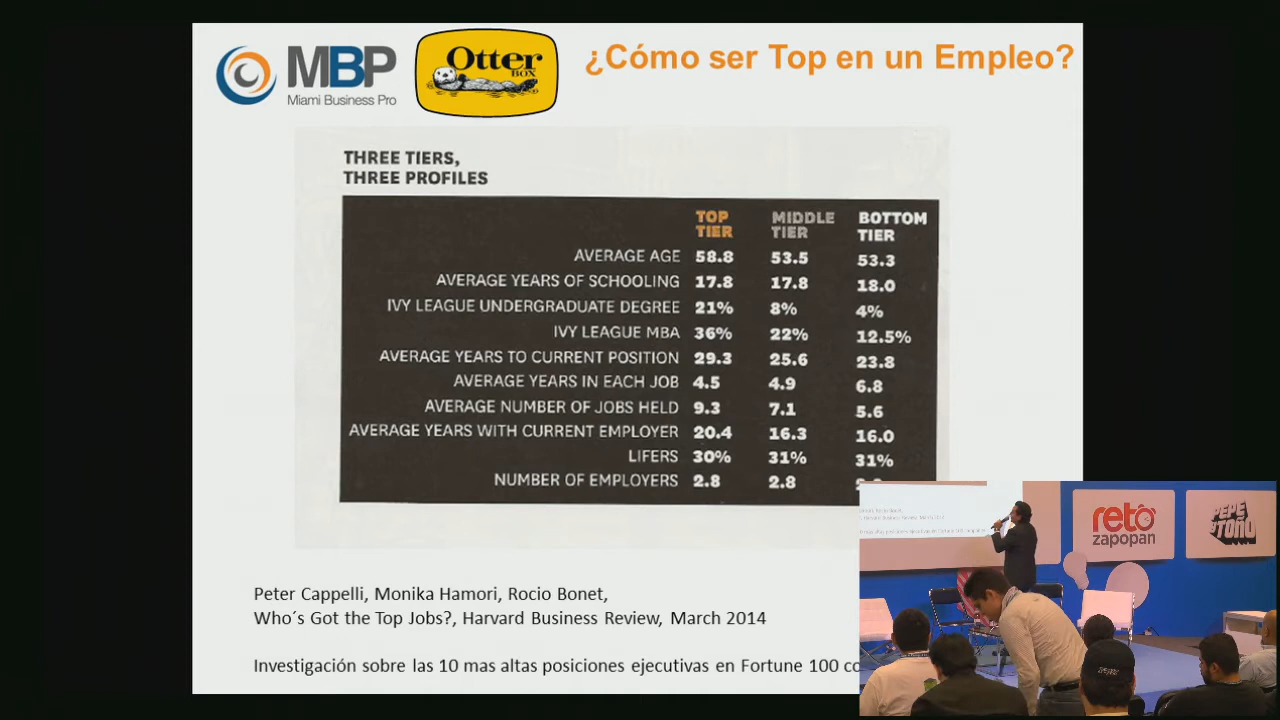 MBP
Miami Business Pro
Otter
BOX
¿Cómo ser Top en un Empleo?
THREE TIERS,
THREE PROFILES
TOP TIER MIDDLE TIER BOTTOM TIER
AVERAGE AGE 58.8 53.5 53.3
AVERAGE YEARS OF SCHOOLING 17.8 17.8 18.0
IVY LEAGUE UNDERGRADUATE DEGREE 21% 8% 4%
IVY LEAGUE MBA 36% 22% 12.5%
AVERAGE YEARS TO CURRENT POSITION 29.3 25.6 23.8
AVERAGE YEARS IN EACH JOB 4.5 4.9 6.8
AVERAGE NUMBER OF JOBS HELD 9.3 7.1 5.6
AVERAGE YEARS WITH CURRENT EMPLOYER 20.4 16.3 16.0
LIFERS 30% 31% 31%
NUMBER OF EMPLOYERS 2.8 2.8
Peter Cappelli, Monika Hamori, Rocio Bonet,
Who´s Got the Top Jobs?, Harvard Business Review, March 2014
Investigación sobre las 10 mas altas posiciones ejecutivas en Fortune 100
reto
zapopan
PEPE
TOÑO